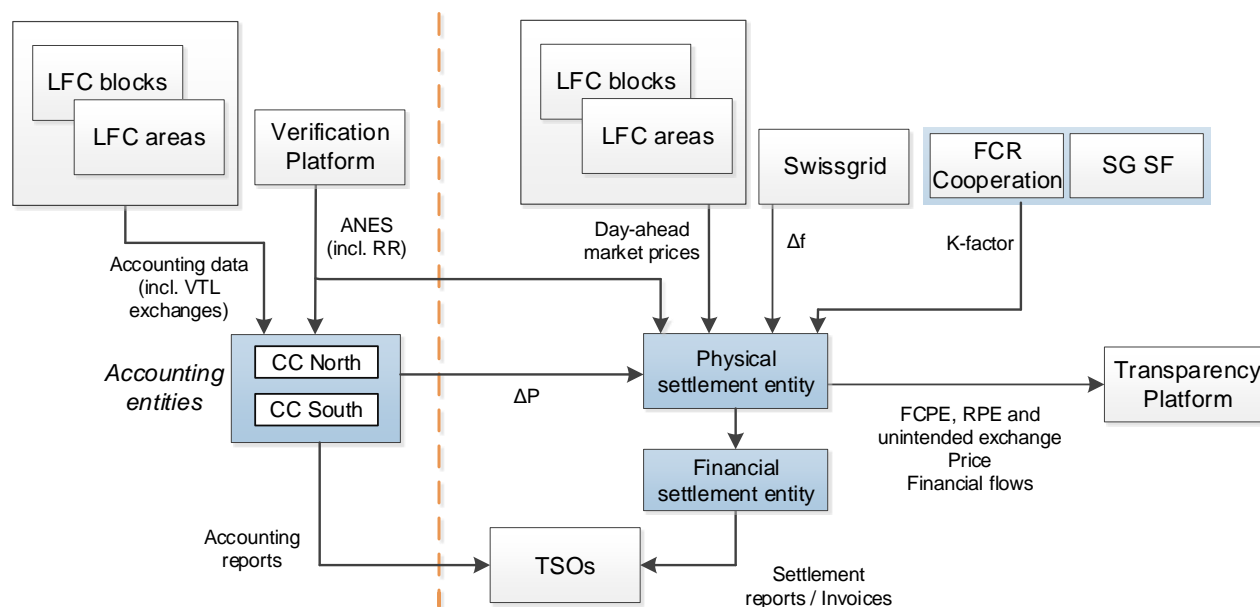 LFC blocks
LFC areas
Verification
Platform
LFC blocks
LFC areas
Swissgrid
FCR
Cooperation
SG SF
Accounting data
(incl. VTL
exchanges)
ANES
(incl. RR)
Day-ahead
market prices
Δf
K-factor
Accounting
entities
CC North
CC South
ΔP
Physical
settlement entity
Transparency
Platform
FCPE, RPE and
unintended exchange
Price
Financial flows
Financial
settlement entity
Accounting
reports
TSOs
Settlement
reports / Invoices